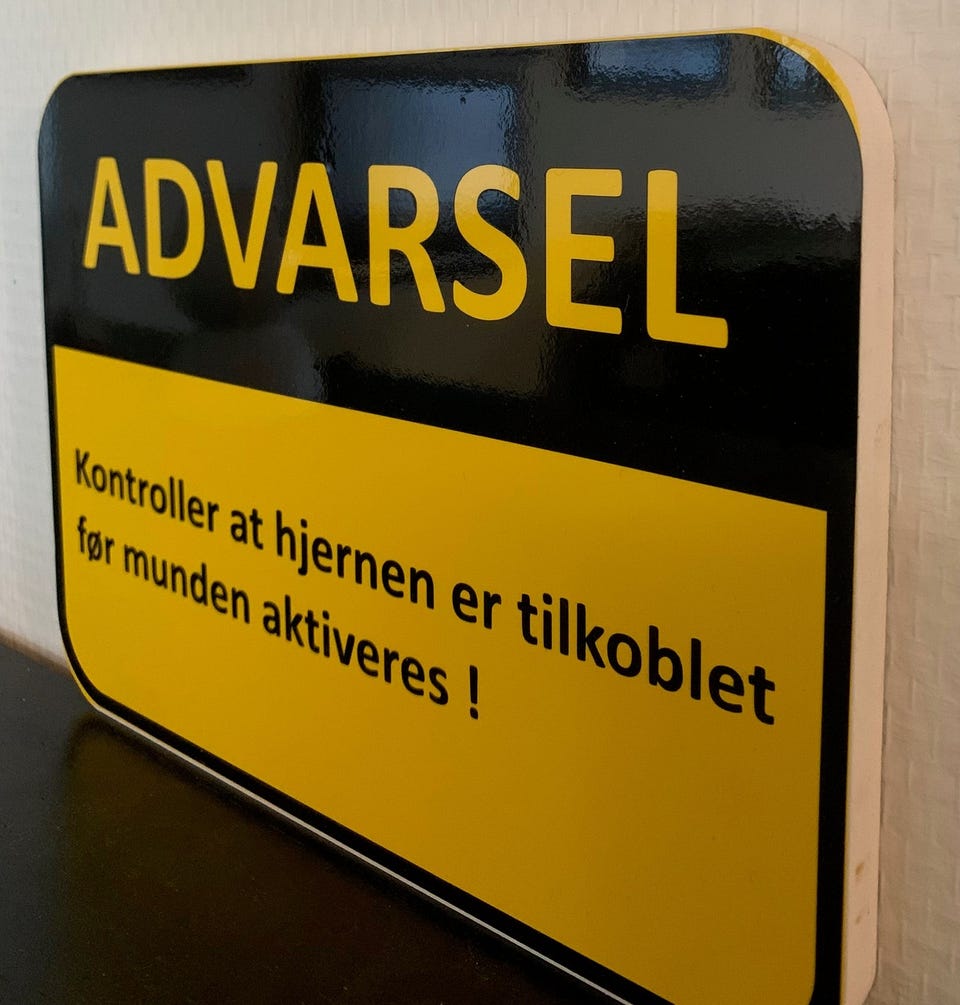 ADVARSEL
Kontroller at hjernen er tilkoblet
før munden aktiveres !